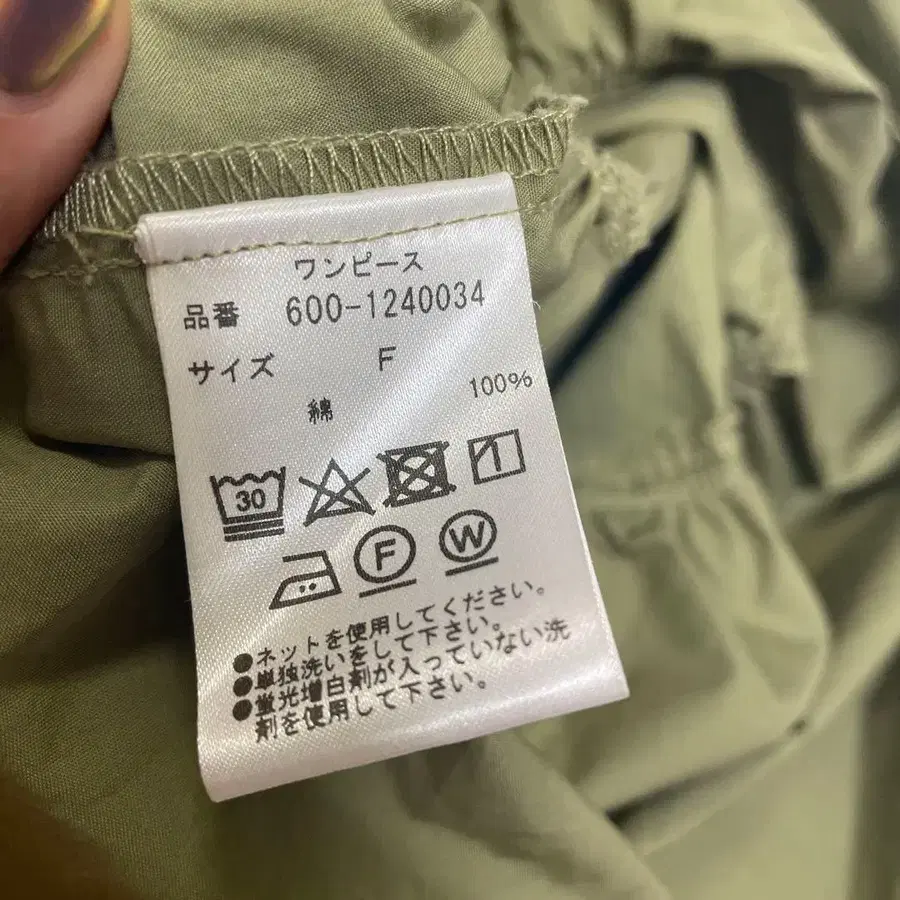 ワンピース
品番 600-1240034
サイズ F
綿 100%
30
F W
●ネットを使用してください。
●単独洗いをして下さい。
●蛍光増白剤が入っていない洗
剤を使用して下さい。